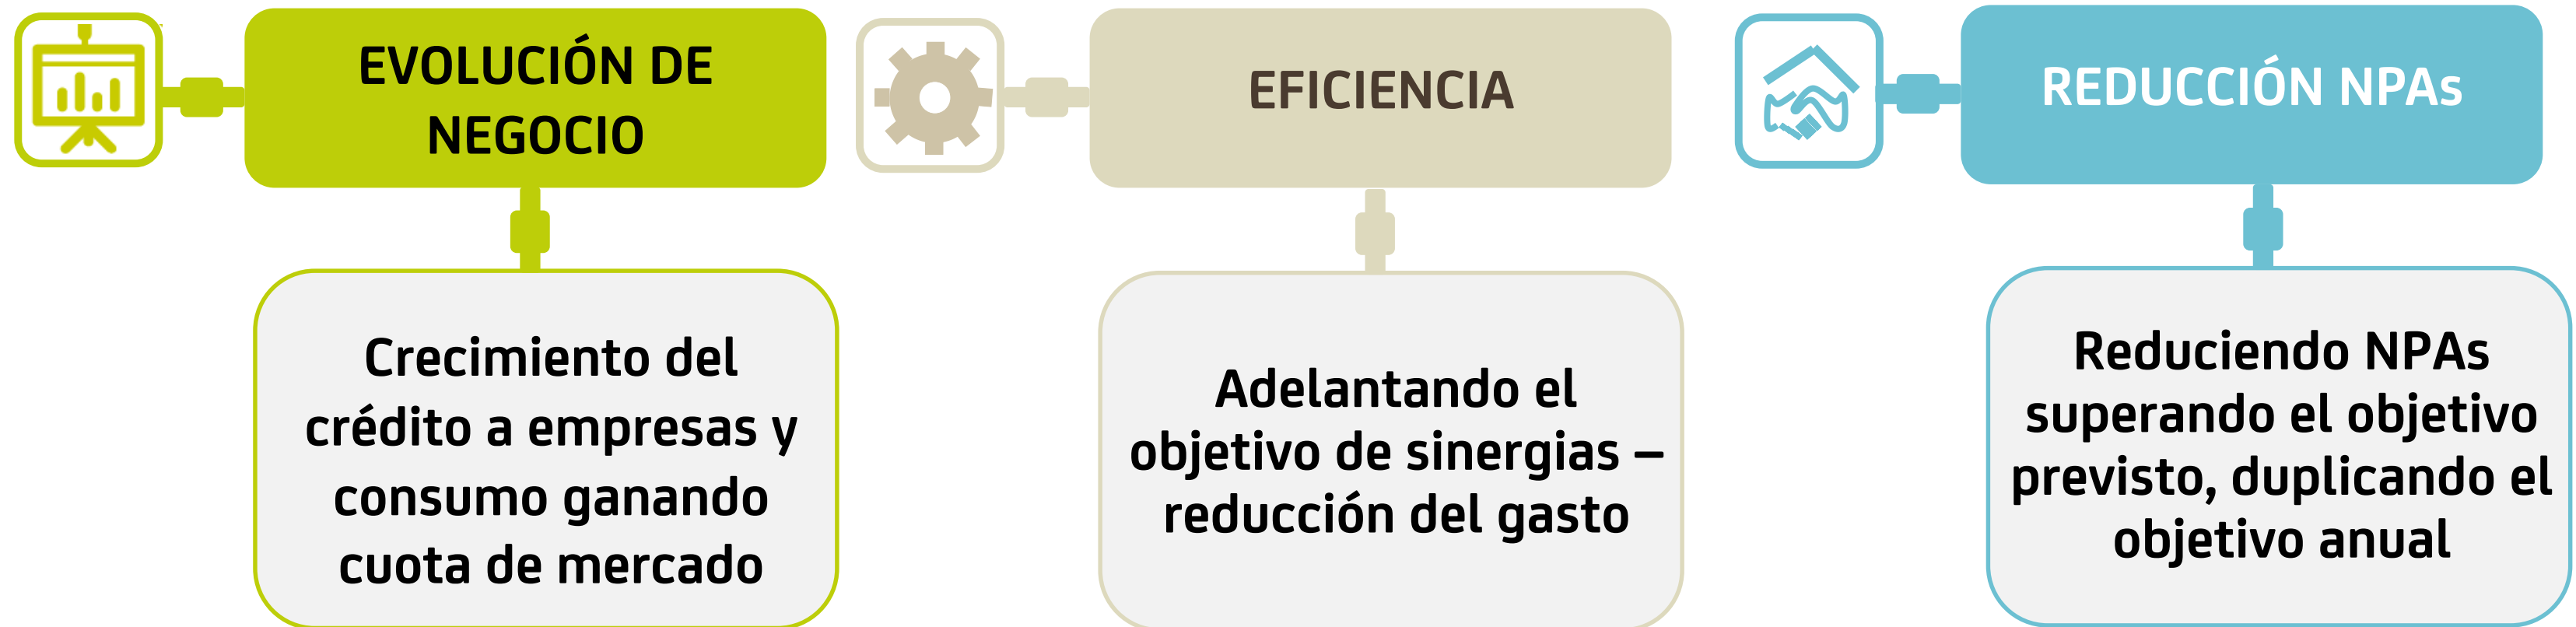 EVOLUCIÓN DE
NEGOCIO
Crecimiento del
crédito a empresas y
consumo ganando
cuota de mercado
EFICIENCIA
Adelantando el
objetivo de sinergias –
reducción del gasto
REDUCCIÓN NPAs
Reduciendo NPAs
superando el objetivo
previsto, duplicando el
objetivo anual